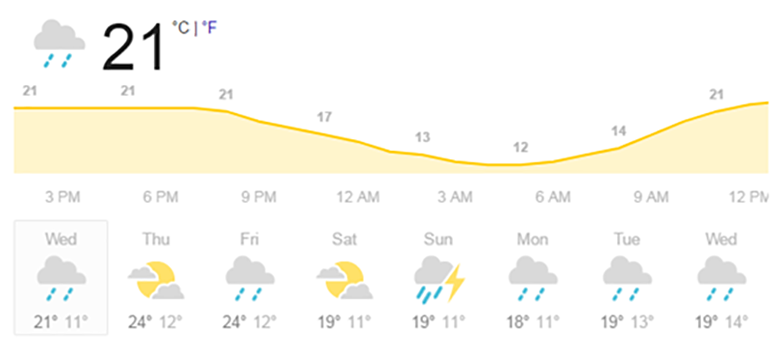 21 °C | °F
21 21 21 17 13 12 14 21
3 PM 6 PM 9 PM 12 AM 3 AM 6 AM 9 AM 12 PM
Wed Thu Fri Sat Sun Mon Tue Wed
21° 11° 24° 12° 24° 12° 19° 11° 19° 11° 18° 11° 19° 13° 19° 14°